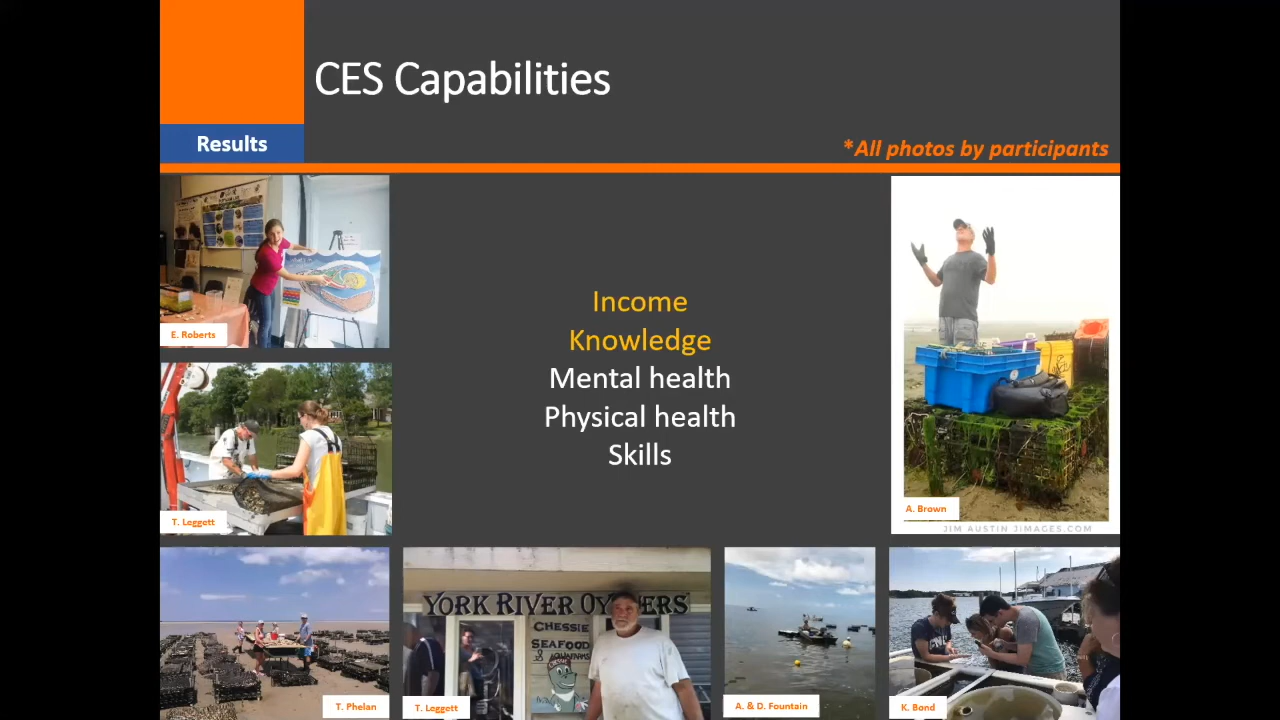 CES Capabilities
Results
*All photos by participants
E. Roberts
Income
Knowledge
Mental health
Physical health
Skills
T. Leggett
A. Brown
JIM AUSTIN JIMAGES.COM
YORK RIVER OYSTERS
CHESSIE
SEAFOOD
T. Phelan
T. Leggett
A. & D. Fountain
K. Bond